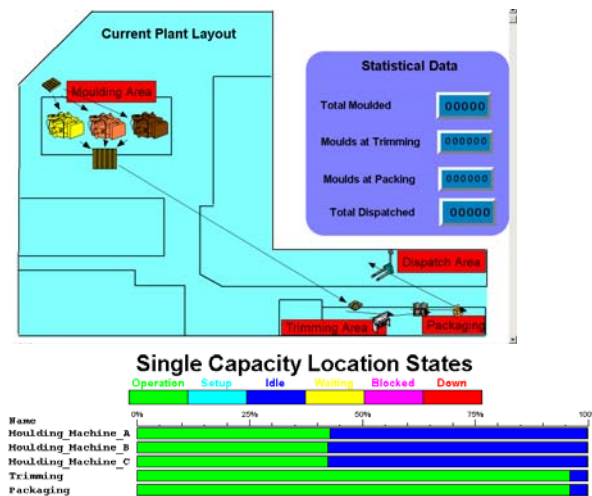 Current Plant Layout
Moulding Area
Statistical Data
Total Moulded 00000
Moulds at Trimming 000000
Moulds at Packing 000000
Total Dispatched 00000
Dispatch Area
Trimming Area
Packaging
Single Capacity Location States
Operation Setup Idle Waiting Blocked Down
0% 25% 50% 75% 100
Name
Moulding_Machine_A
Moulding_Machine_B
Moulding_Machine_C
Trimming
Packaging